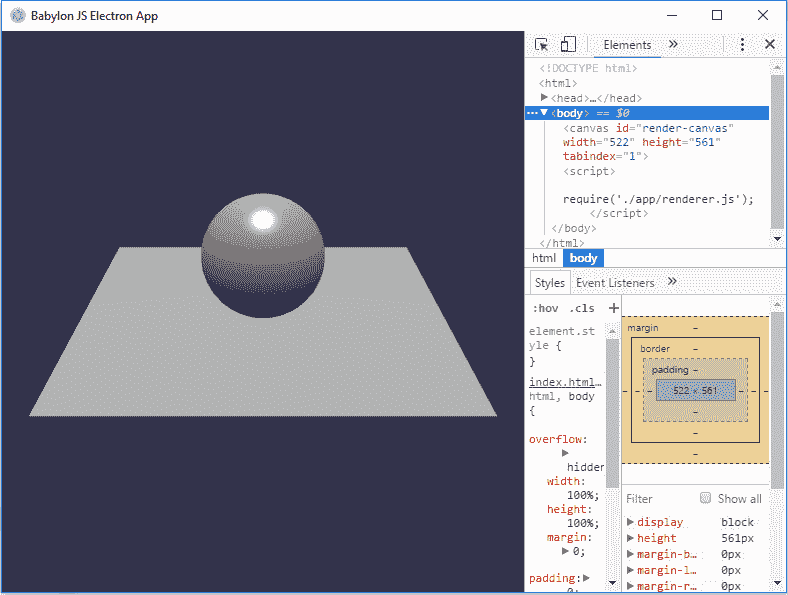 Babylon JS Electron App
Elements »
<!DOCTYPE html>
<html>
<head>…</head>
<body> == $0
<canvas id="render-canvas"
width="522" height="561"
tabindex="1">
<script>
require('./app/renderer.js');
</script>
</body>
</html>
html body
Styles Event Listeners »
:hov .cls +
element.st
yle {
}
index.html…
html, body
{
overflow:
hidden
width:
100%;
height:
100%;
margin:
0;
padding:
margin –
border –
padding –
522 × 561
Filter Show all
display block
height 561px
margin-b… 0px
margin-l… 0px
margin-r… 0px